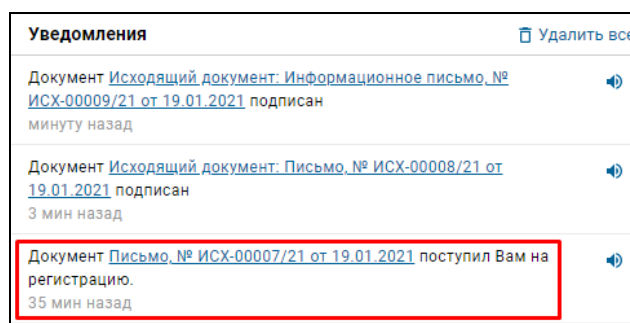 Уведомления
Удалить все
Документ Исходящий документ: Информационное письмо, №
ИСХ-00009/21 от 19.01.2021 подписан
минуту назад
Документ Исходящий документ: Письмо, № ИСХ-00008/21 от
19.01.2021 подписан
3 мин назад
Документ Письмо, № ИСХ-00007/21 от 19.01.2021 поступил Вам на
регистрацию.
35 мин назад